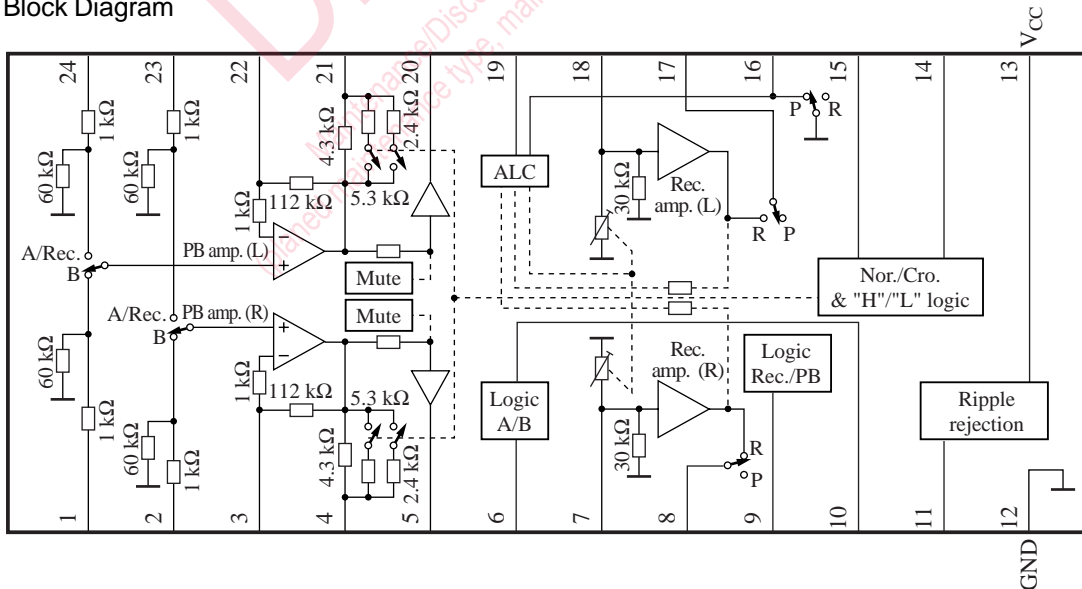 Block Diagram
VCC
24
23
22
21
20
19
18
17
16
15
14
13
1 kΩ
1 kΩ
60 kΩ
60 kΩ
4.3 kΩ
2.4 kΩ
1 kΩ
112 kΩ
5.3 kΩ
ALC
30 kΩ
Rec.
amp. (L)
P
R
R
P
A/Rec.
B
PB amp. (L)
Mute
Nor./Cro.
& "H"/"L" logic
A/Rec.
B
PB amp. (R)
Mute
60 kΩ
1 kΩ
60 kΩ
1 kΩ
1 kΩ
112 kΩ
5.3 kΩ
4.3 kΩ
2.4 kΩ
Logic
A/B
Rec.
amp. (R)
30 kΩ
Logic
Rec./PB
R
P
Ripple
rejection
1
2
3
4
5
6
7
8
9
10
11
12
GND